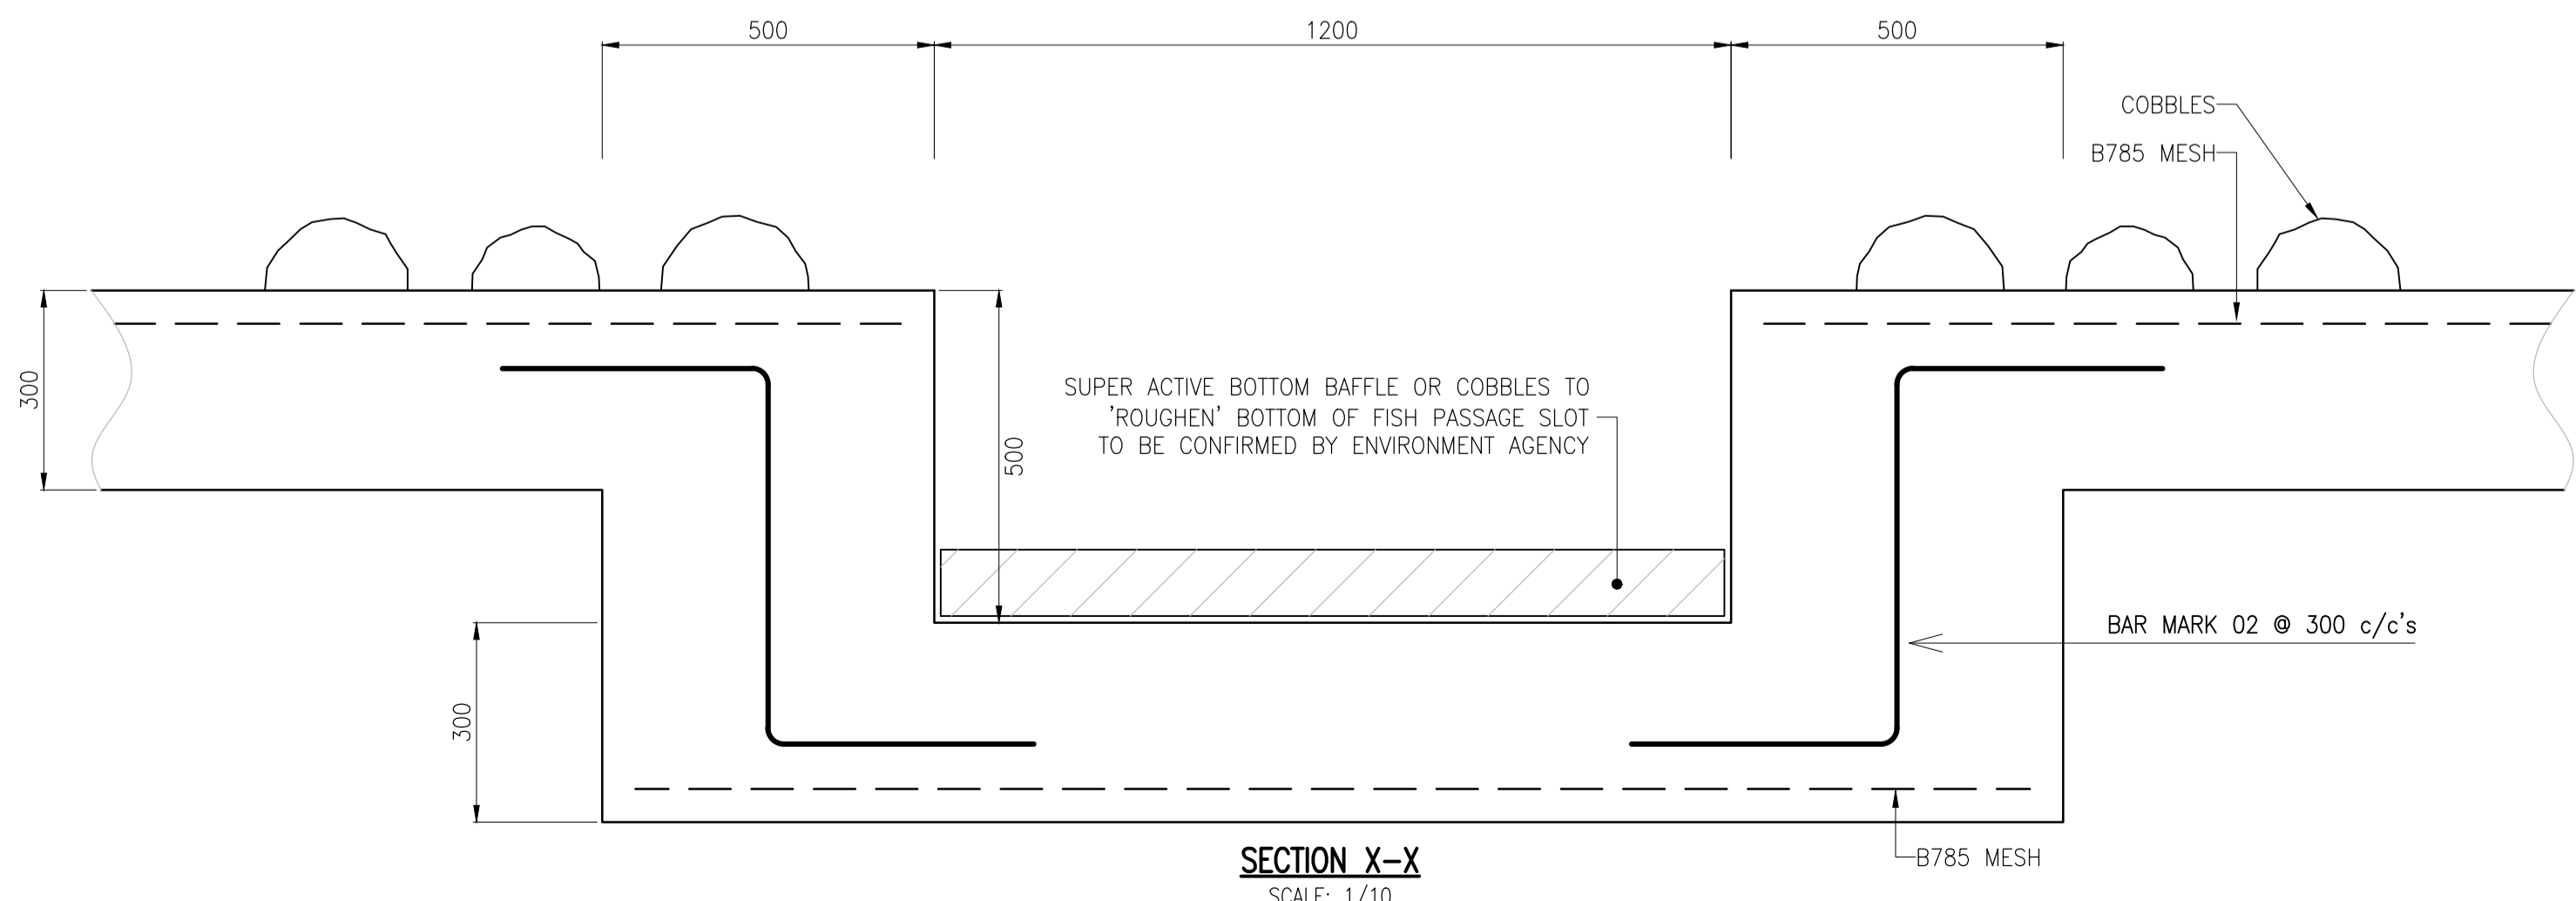 500
1200
500
COBBLES
B785 MESH
300
SUPER ACTIVE BOTTOM BAFFLE OR COBBLES TO
'ROUGHEN' BOTTOM OF FISH PASSAGE SLOT
TO BE CONFIRMED BY ENVIRONMENT AGENCY
500
BAR MARK 02 @ 300 c/c's
300
SECTION X-X
B785 MESH
SCALE: 1/10